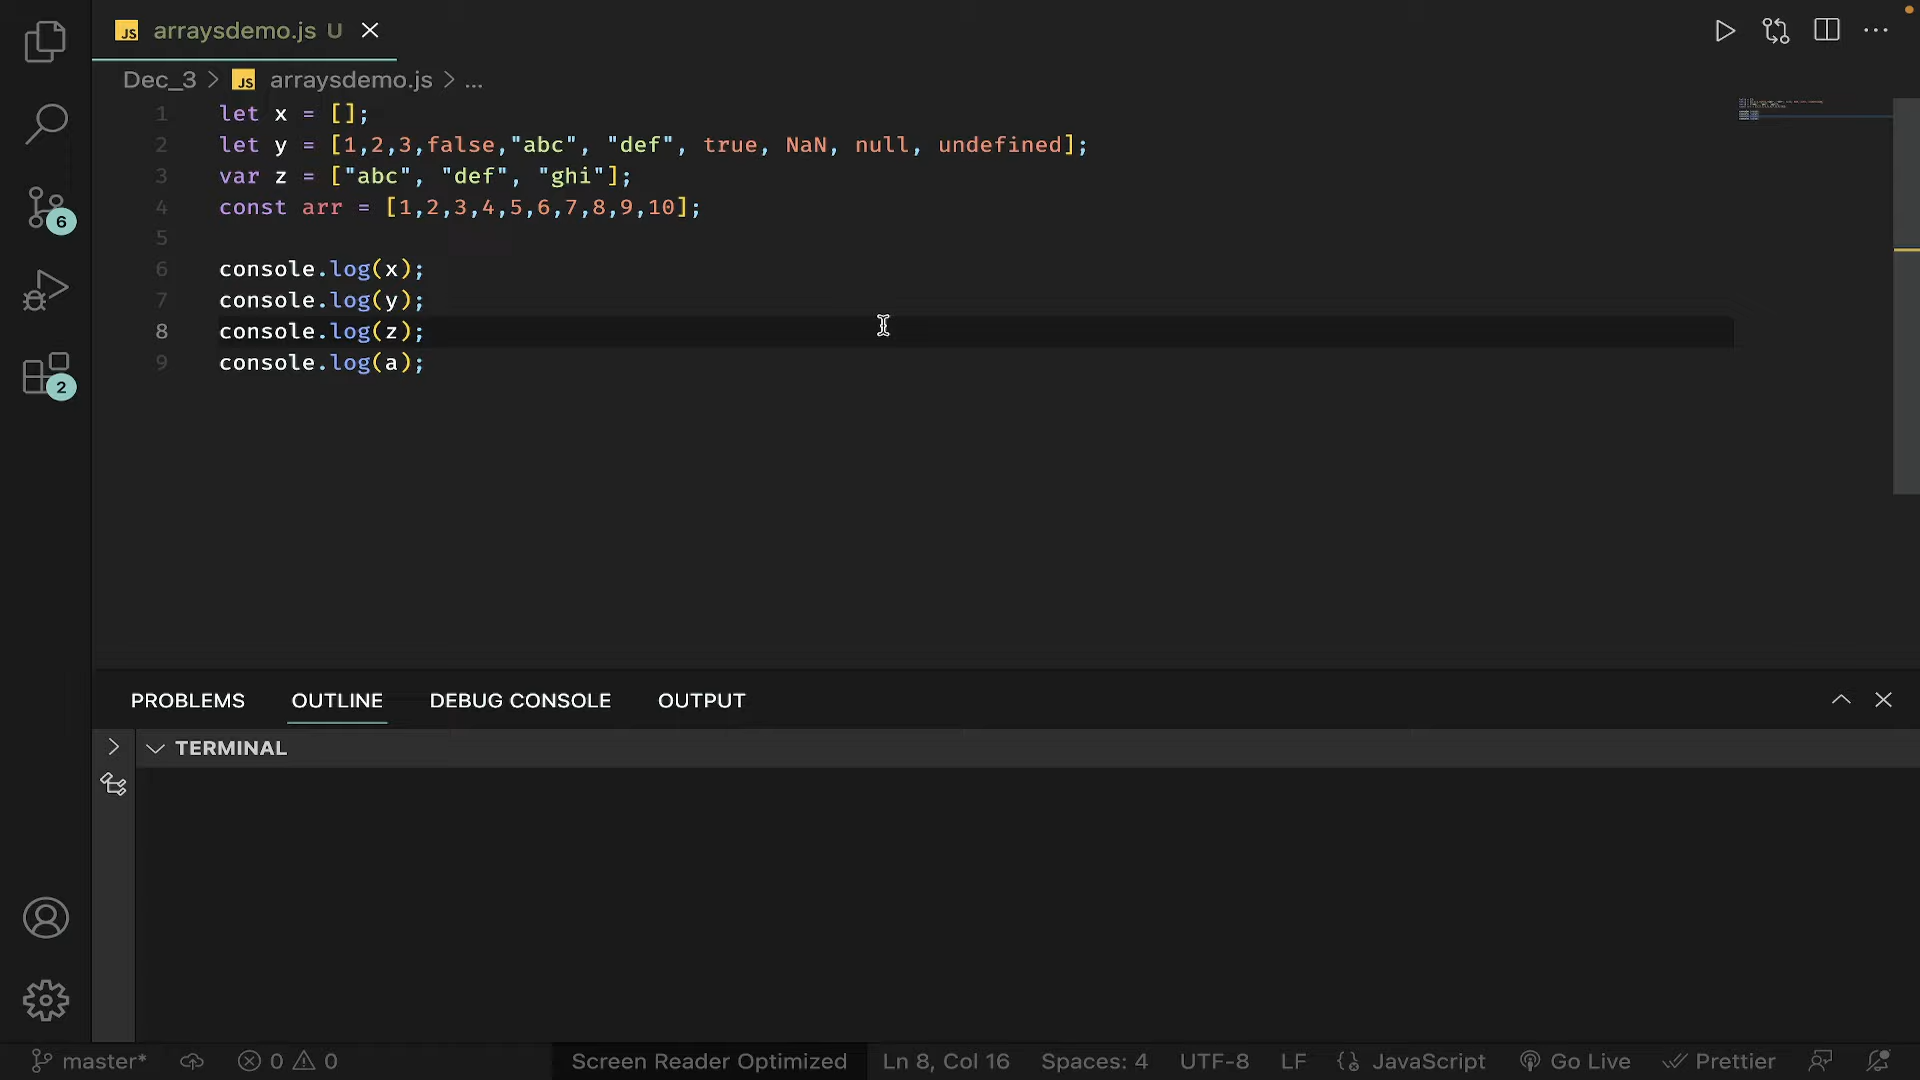 JS arraysdemo.js U
Dec_3 > JS arraysdemo.js > ...
1 let x = [];
2 let y = [1,2,3,false,"abc", "def", true, NaN, null, undefined];
3 var z = ["abc", "def", "ghi"];
4 const arr = [1,2,3,4,5,6,7,8,9,10];
5
6 console.log(x);
7 console.log(y);
8 console.log(z);
9 console.log(a);
6
2
PROBLEMS OUTLINE DEBUG CONSOLE OUTPUT
TERMINAL
master* 0 0 Screen Reader Optimized Ln 8, Col 16 Spaces: 4 UTF-8 LF {} JavaScript Go Live Prettier